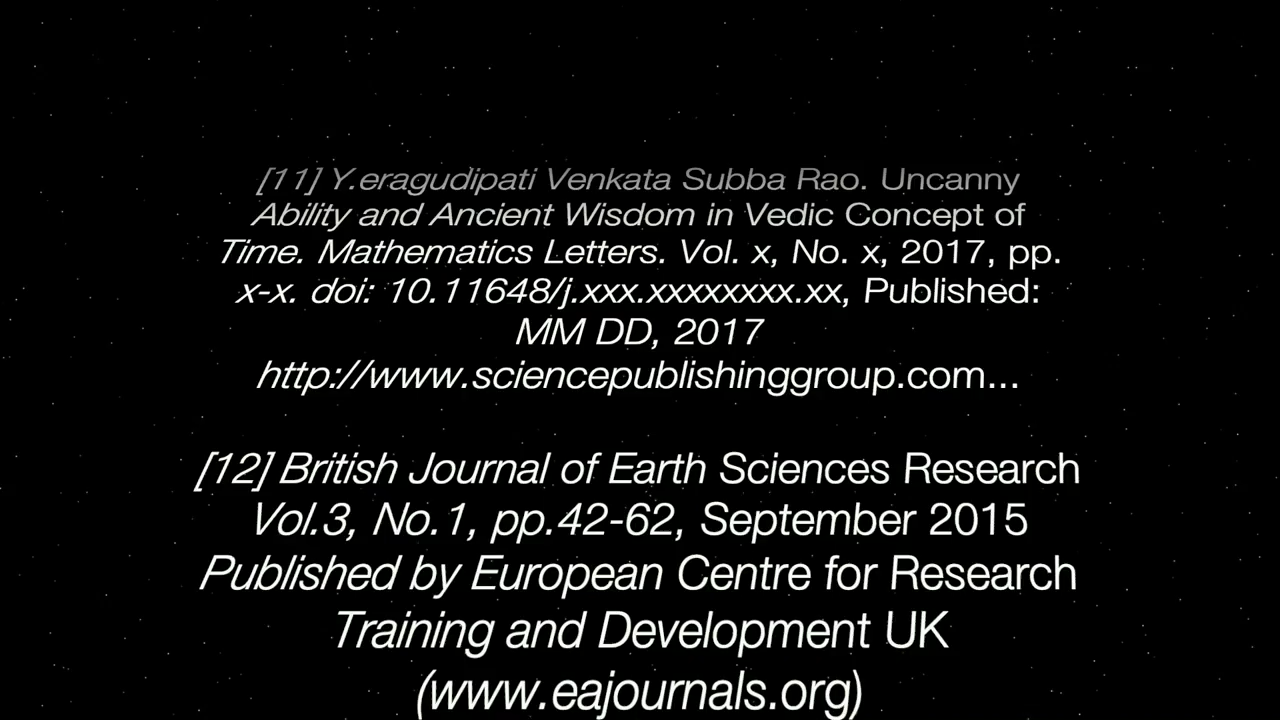 [11] Y.eragudipati Venkata Subba Rao. Uncanny
Ability and Ancient Wisdom in Vedic Concept of
Time. Mathematics Letters. Vol. x, No. x, 2017, pp.
x-x. doi: 10.11648/j.xxx.xxxxxxxx.xx, Published:
MM DD, 2017
http://www.sciencepublishinggroup.com...
[12] British Journal of Earth Sciences Research
Vol.3, No.1, pp.42-62, September 2015
Published by European Centre for Research
Training and Development UK
(www.eajournals.org)